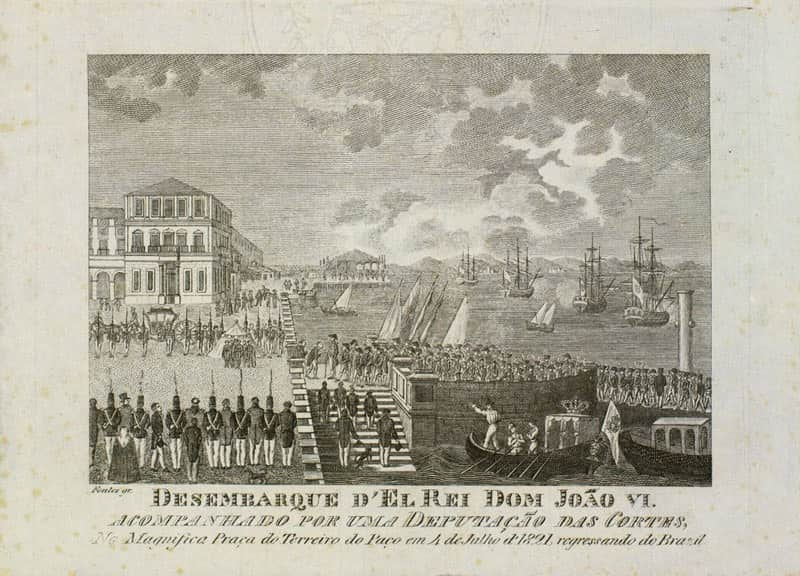 Fontes gr.
DESEMBARQUE D'EL REI DOM JOÃO VI.
ACOMPANHADO POR UMA DEPUTAÇÃO DAS CORTES,
Na Magnifica Praça do Terreiro do Paço em 4 de Julho d'1821, regressando do Brazil